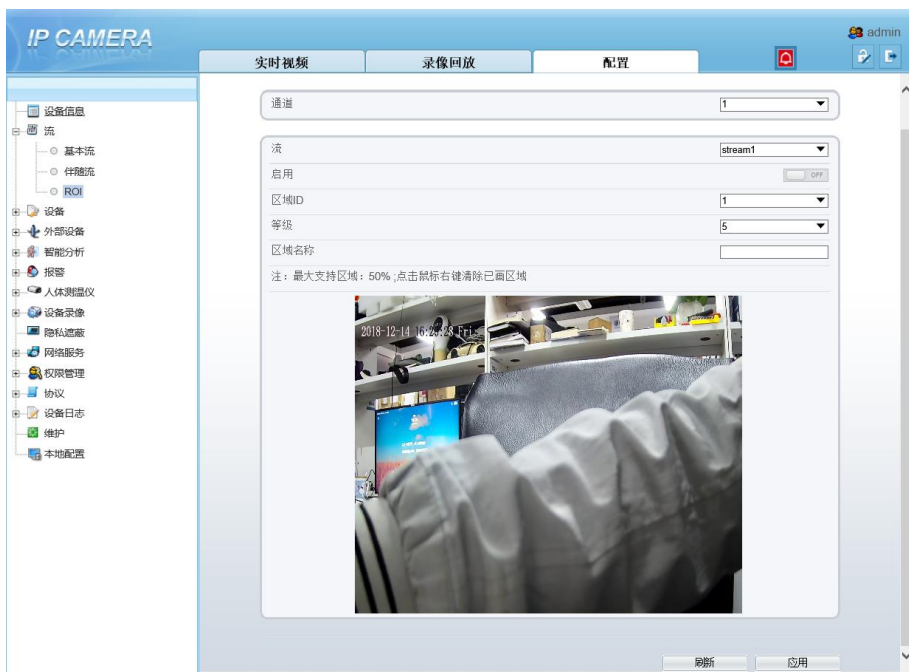 IP CAMERA
admin
实时视频
录像回放
配置
设备信息
流
基本流
伴随流
ROI
设备
外部设备
智能分析
报警
人体测温仪
设备录像
隐私遮蔽
网络服务
权限管理
协议
设备日志
维护
本地配置
通道 1
流 stream1
启用 OFF
区域ID 1
等级 5
区域名称
注：最大支持区域：50% ;点击鼠标右键清除已画区域
2018-12-14 Fri
刷新 应用